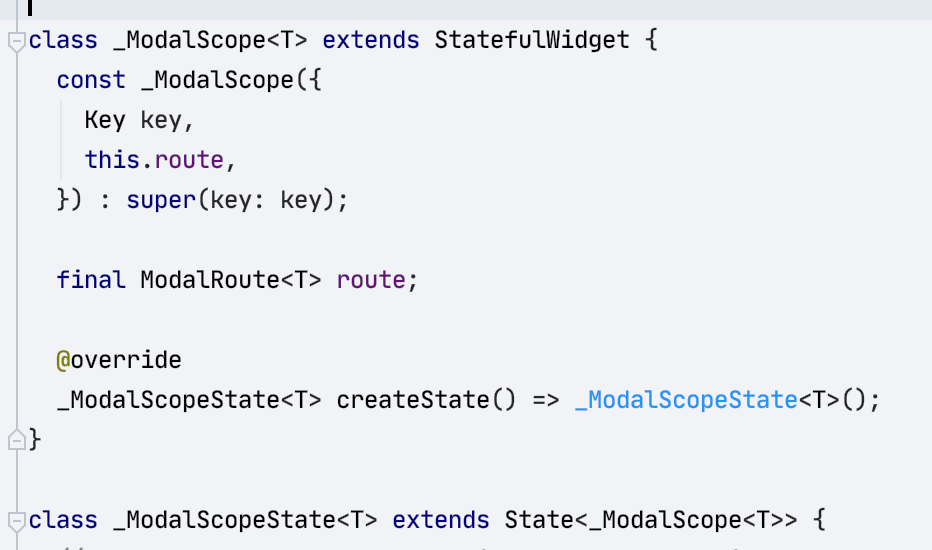 class _ModalScope<T> extends StatefulWidget {
  const _ModalScope({
    Key key,
    this.route,
  }) : super(key: key);

  final ModalRoute<T> route;

  @override
  _ModalScopeState<T> createState() => _ModalScopeState<T>();
}

class _ModalScopeState<T> extends State<_ModalScope<T>> {